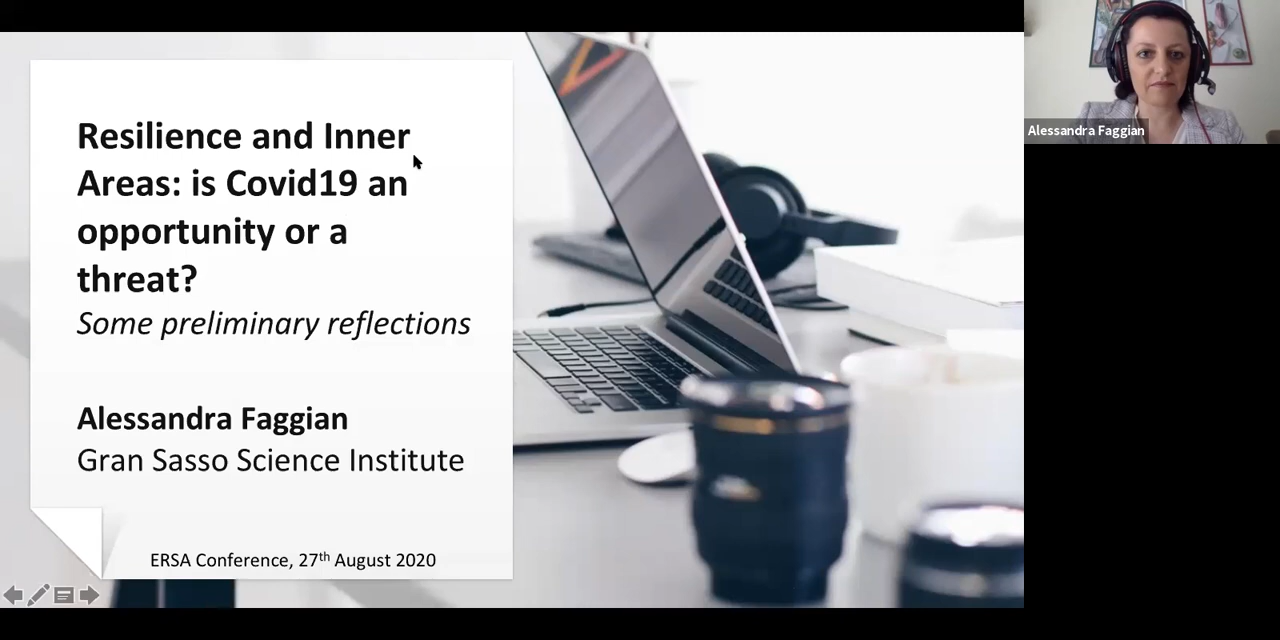 Resilience and Inner
Areas: is Covid19 an
opportunity or a
threat?
Some preliminary reflections
Alessandra Faggian
Gran Sasso Science Institute
ERSA Conference, 27th August 2020
Alessandra Faggian